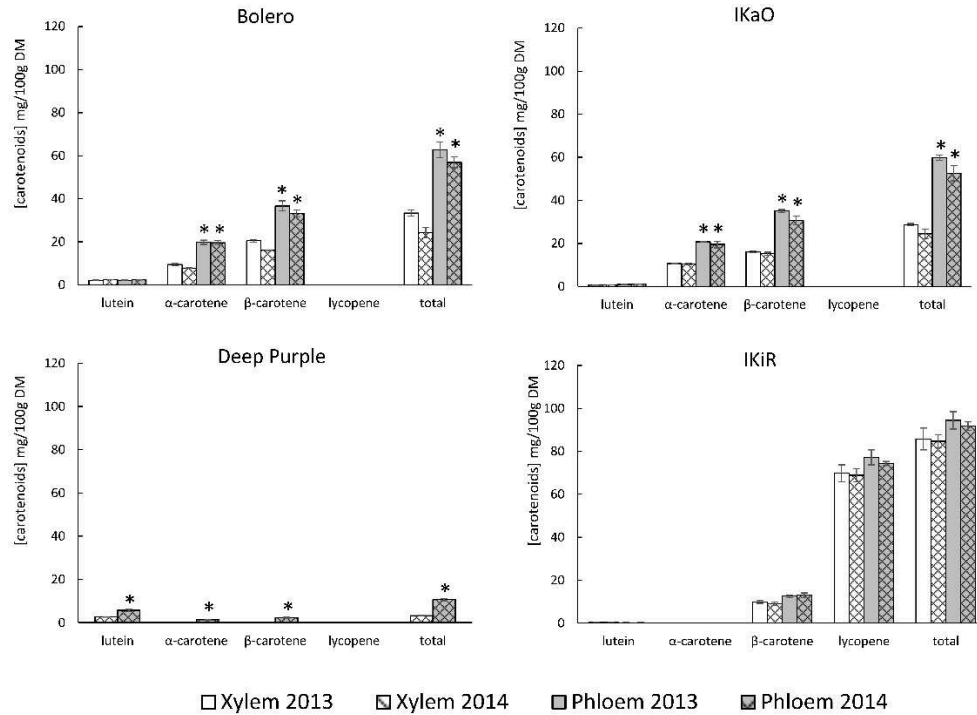 Bolero
120
100
80
60
40
20
0
[carotenoids] mg/100g DM
* * * * * *
lutein α-carotene β-carotene lycopene total
IKaO
120
100
80
60
40
20
0
[carotenoids] mg/100g DM
* * * * * *
lutein α-carotene β-carotene lycopene total
Deep Purple
120
100
80
60
40
20
0
[carotenoids] mg/100g DM
* * * *
lutein α-carotene β-carotene lycopene total
IKiR
120
100
80
60
40
20
0
[carotenoids] mg/100g DM
lutein α-carotene β-carotene lycopene total
Xylem 2013 Xylem 2014 Phloem 2013 Phloem 2014